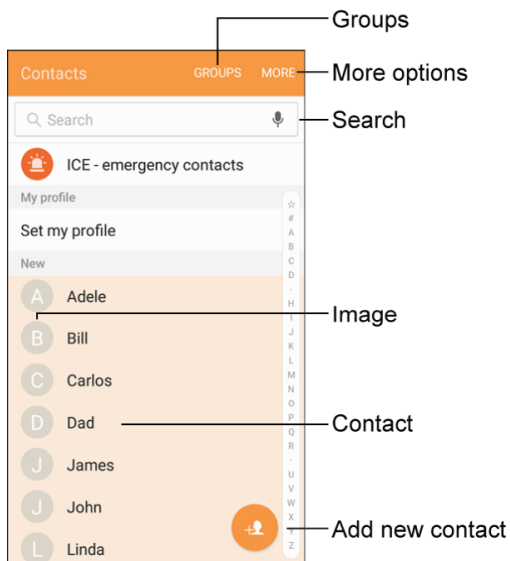 Groups
Contacts GROUPS MORE
More options
Search
Search
ICE - emergency contacts
My profile
Set my profile
New
A Adele
B Bill
C Carlos
D Dad
J James
J John
L Linda
☆
#
A
B
C
D
·
H
I
J
K
L
M
N
O
P
Q
R
·
U
V
W
X
Y
Z
Image
Contact
Add new contact